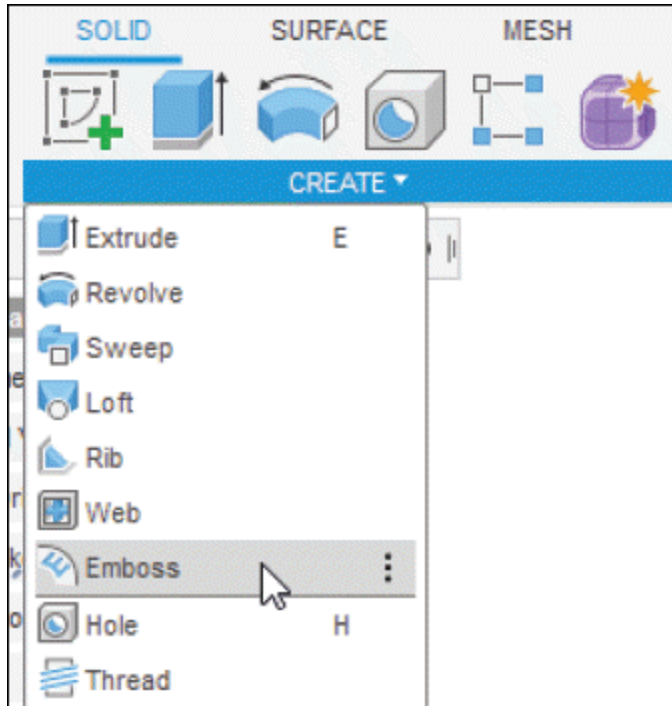 SOLID SURFACE MESH
CREATE
Extrude E
Revolve
Sweep
Loft
Rib
Web
Emboss
Hole H
Thread